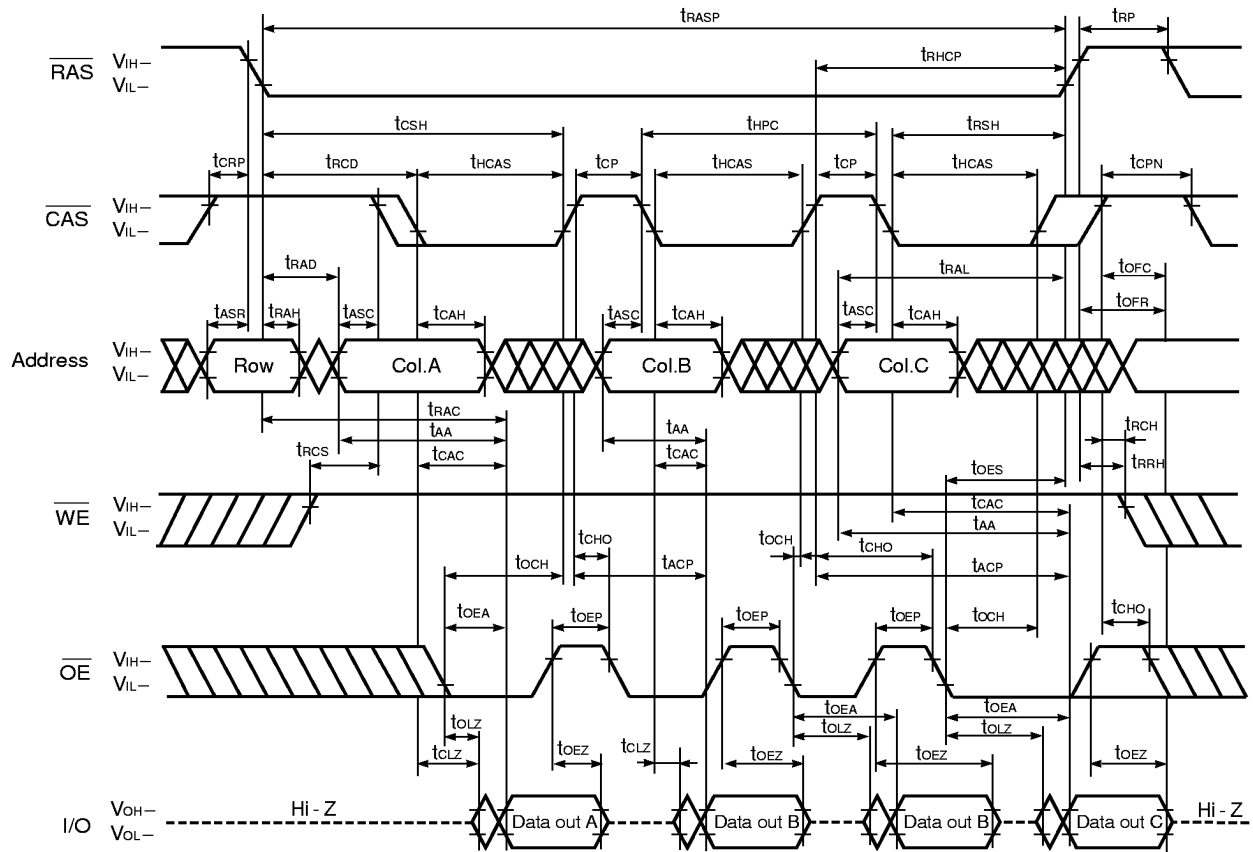 tRASP tRP
RAS VIH– tRHCP
VIL–
tCSH tHPC tRSH
tCRP tRCD tHCAS tCP tHCAS tCP tHCAS tCPN
CAS VIH–
VIL–
tRAD tRAL tOFC
tASR tRAH tASC tCAH tASC tCAH tASC tCAH tOFR
Address VIH–
VIL– Row Col.A Col.B Col.C
tRAC
tAA tAA tRCH
tRCS tCAC tCAC tOES tRRH
WE VIH– tCAC
VIL– tAA
tOCH tCHO tACP tOCH tCHO tACP
tOEA tOEP tOEP tOEP tOCH tCHO
OE VIH–
VIL–
tOLZ tOEA tOLZ tOEA tOLZ
tCLZ tOEZ tCLZ tOEZ tOEZ tOEZ
I/O VOH– Hi - Z Hi - Z
VOL– Data out A Data out B Data out B Data out C